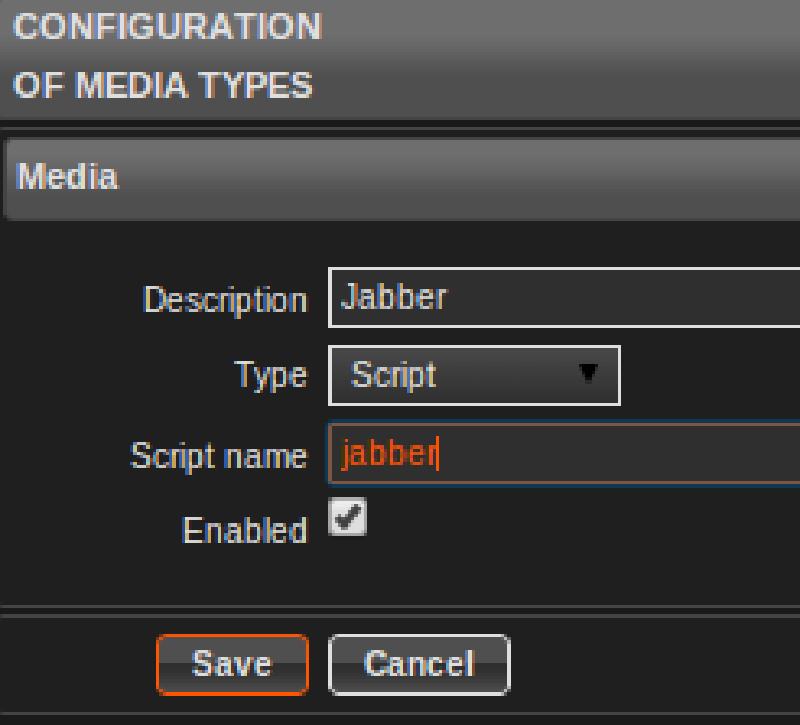 CONFIGURATION
OF MEDIA TYPES
Media
Description Jabber
Type Script
Script name jabber
Enabled
Save Cancel